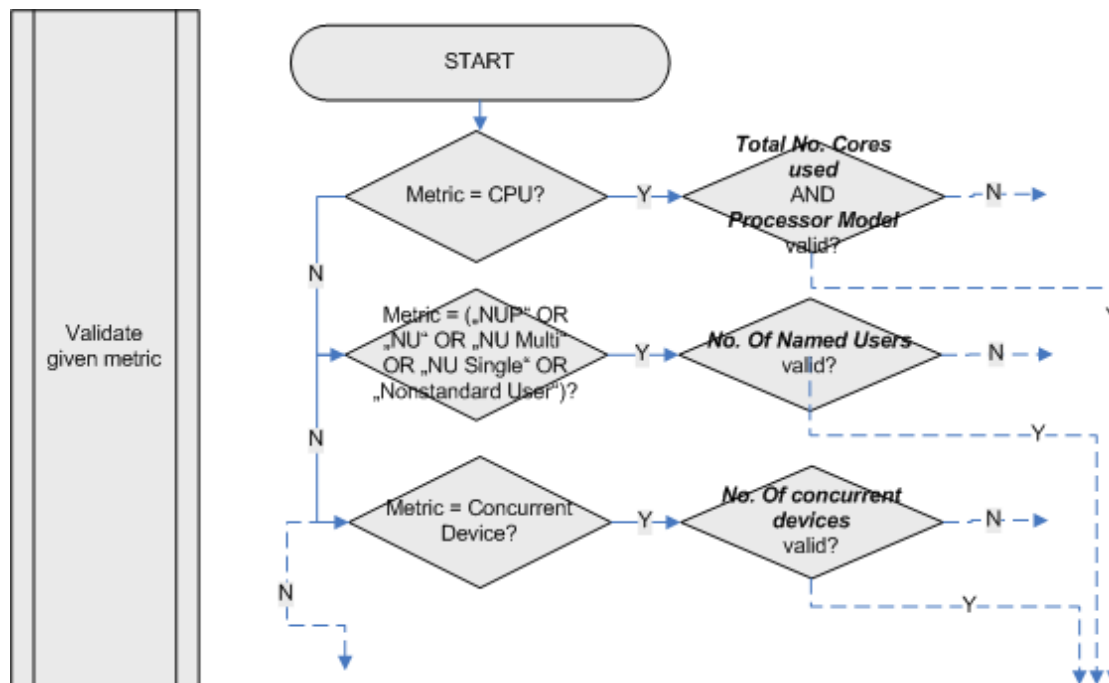 START
Metric = CPU?
Y
Total No. Cores
used
AND
Processor Model
valid?
N
N
Y
Validate
given metric
Metric = („NUP“ OR
„NU“ OR „NU Multi“
OR „NU Single“ OR
„Nonstandard User“)?
Y
No. Of Named Users
valid?
N
N
Y
Metric = Concurrent
Device?
Y
No. Of concurrent
devices
valid?
N
N
Y